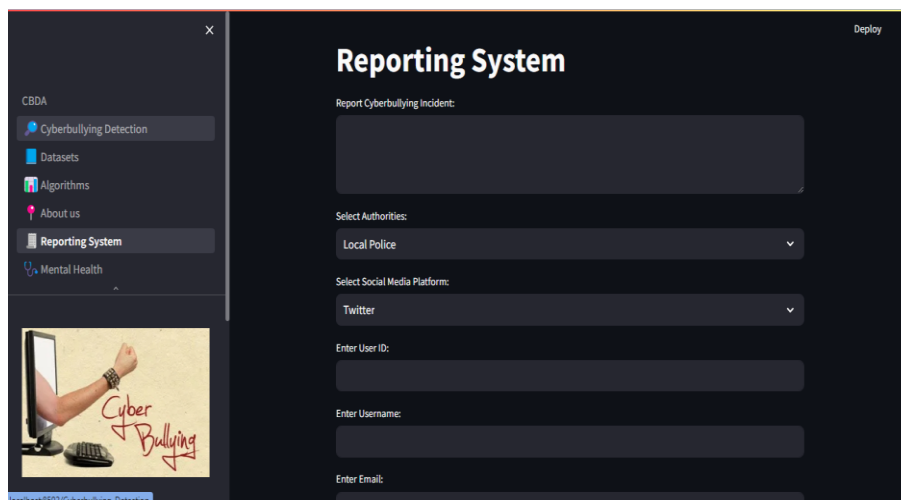 Deploy
CBDA
Cyberbullying Detection
Datasets
Algorithms
About us
Reporting System
Mental Health
Cyber
Bullying
Reporting System
Report Cyberbullying Incident:
Select Authorities:
Local Police
Select Social Media Platform:
Twitter
Enter User ID:
Enter Username:
Enter Email: